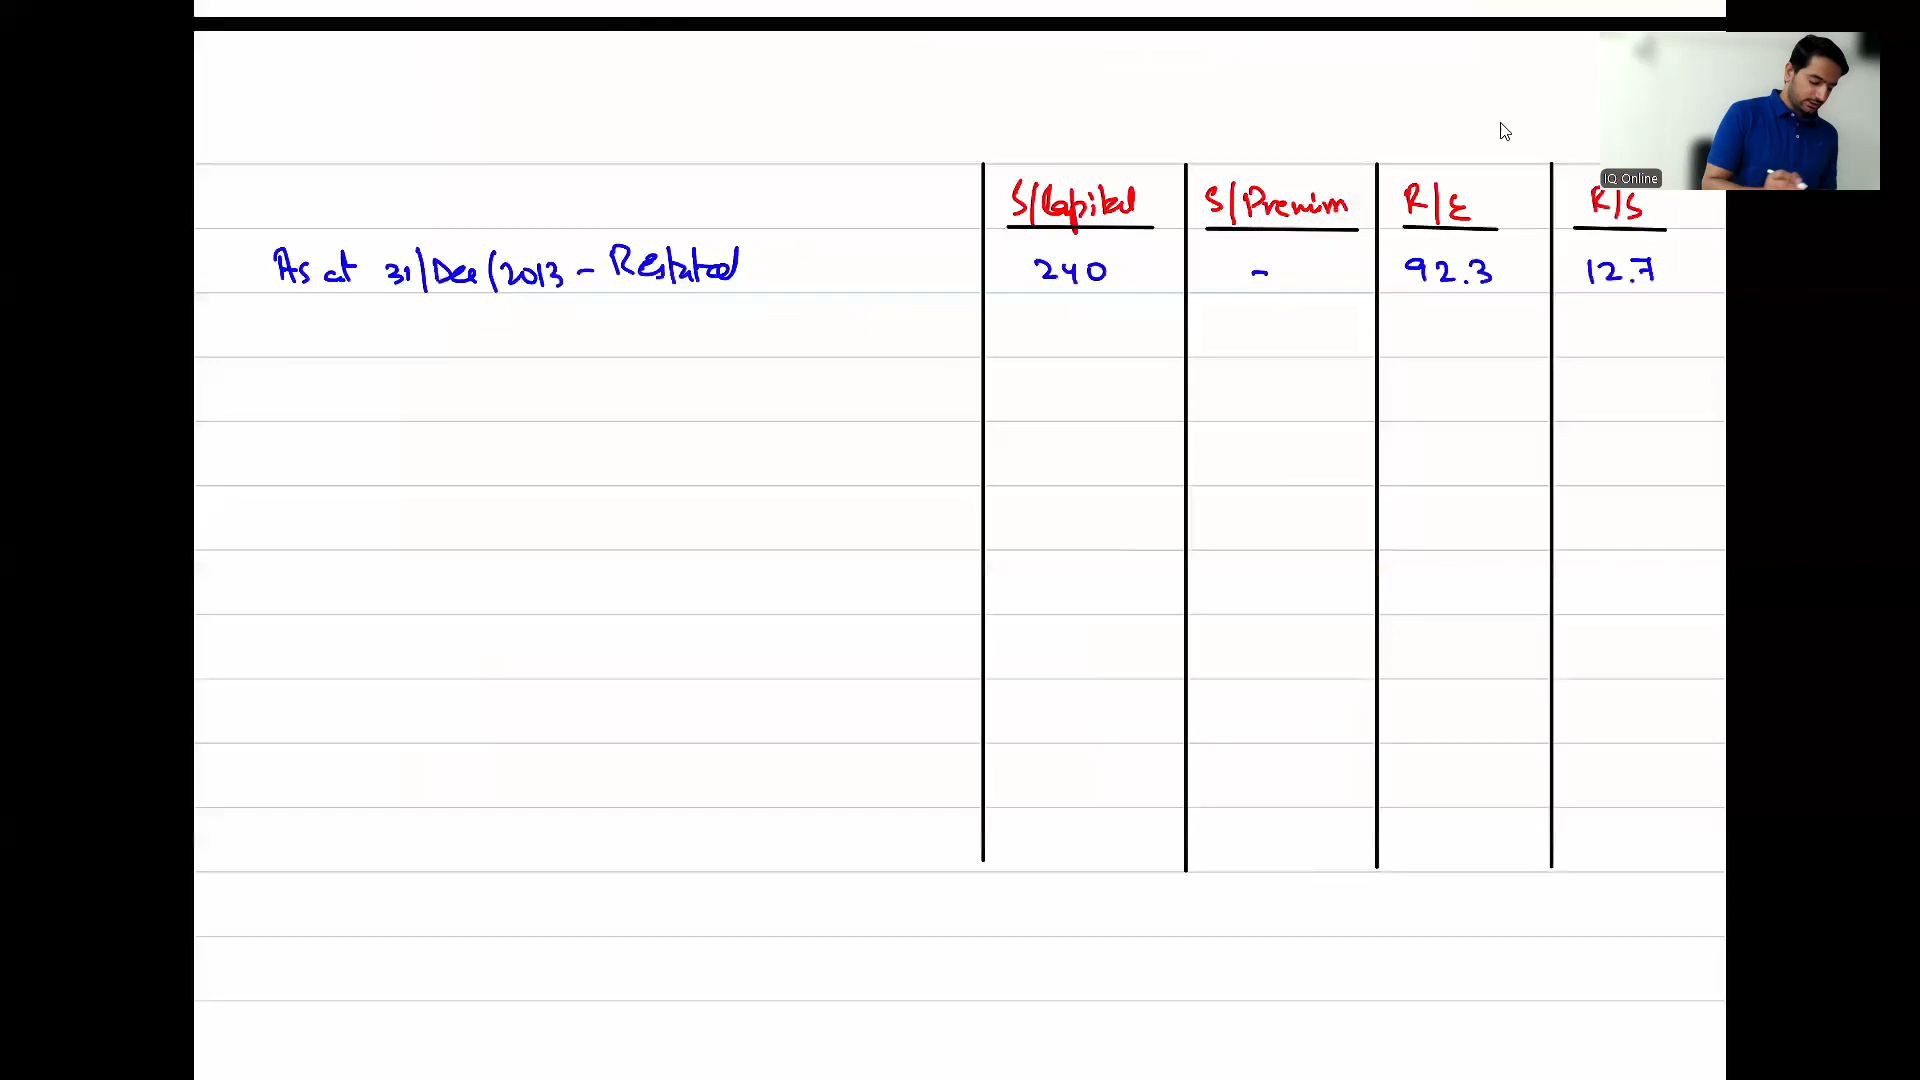 IQ Online
S/Capital S/Premium R/E R/S
As at 31/Dec/2013 - Restated 240 - 92.3 12.7